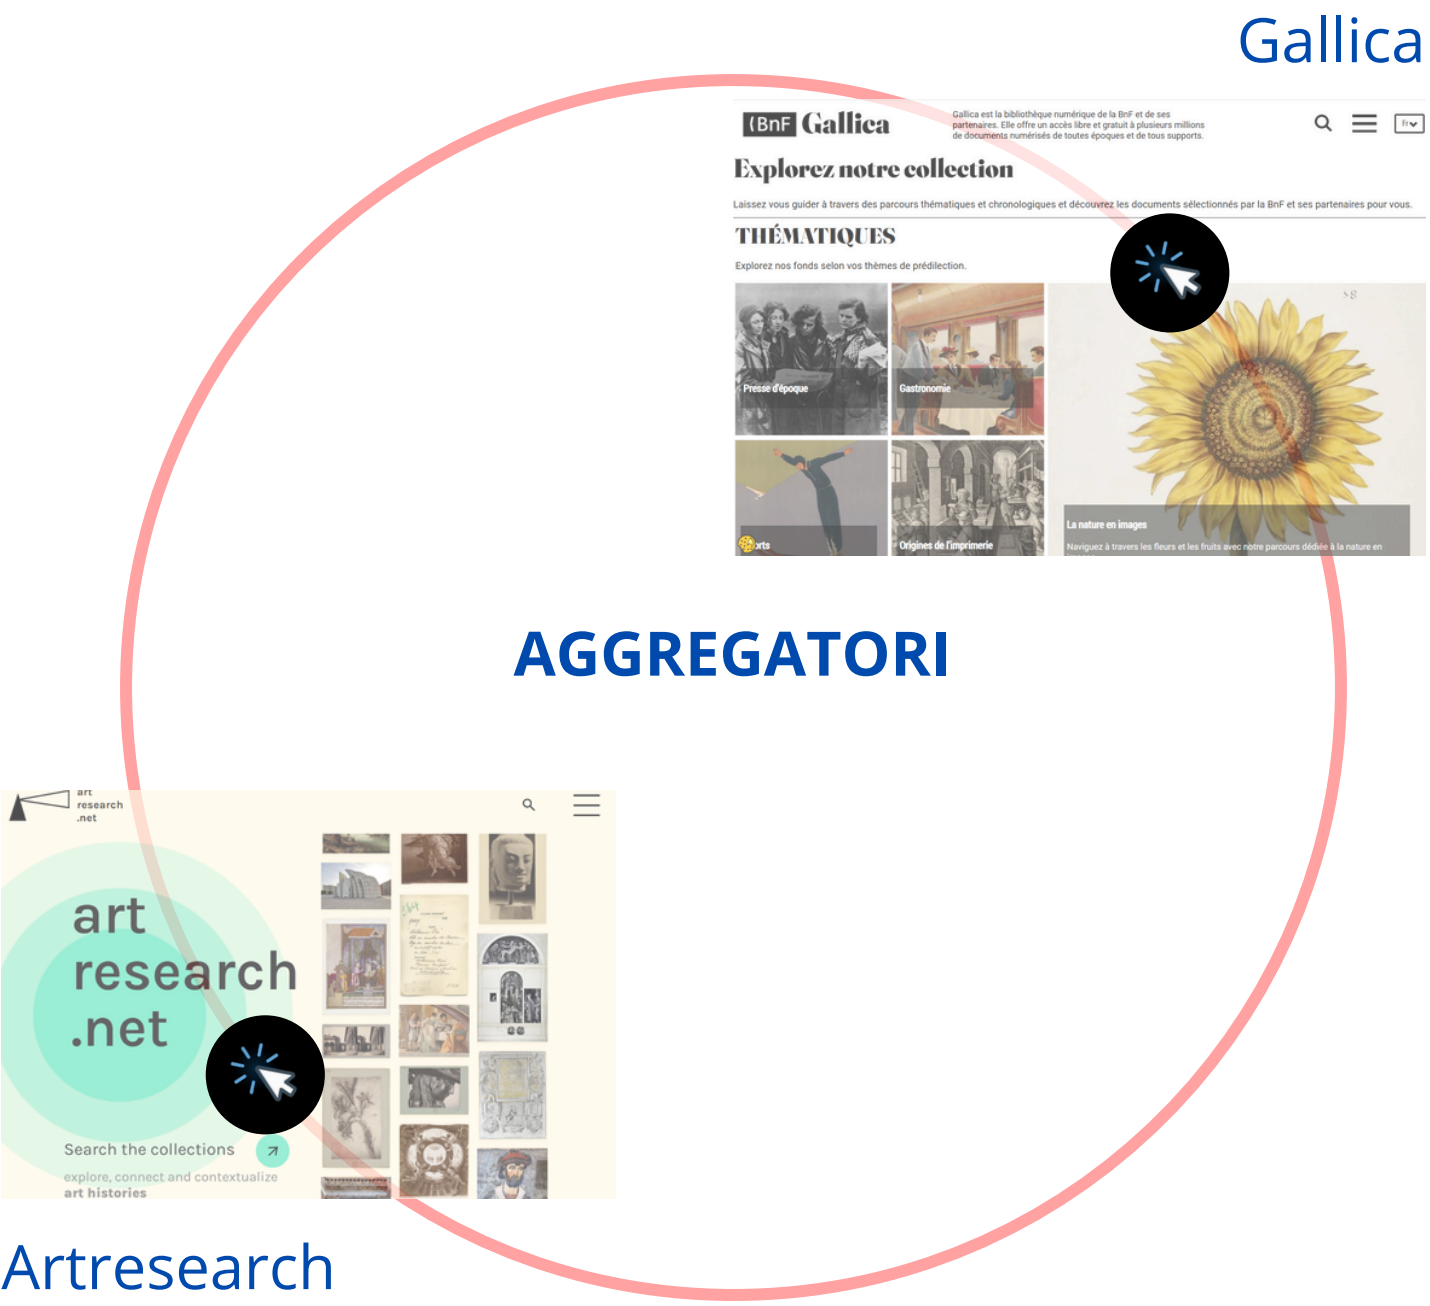 Gallica
(BnF Gallica
Gallica est la bibliothèque numérique de la BnF et de ses
partenaires. Elle offre un accès libre et gratuit à plusieurs millions
de documents numérisés de toutes époques et de tous supports.
Fr
Explorez notre collection
Laissez vous guider à travers des parcours thématiques et chronologiques et découvrez les documents sélectionnés par la BnF et ses partenaires pour vous.
THÉMATIQUES
Explorez nos fonds selon vos thèmes de prédilection.
Presse d'époque
Gastronomie
orts
Origines de l'imprimerie
La nature en images
Naviguez à travers les fleurs et les fruits avec notre parcours dédiée à la nature en
AGGREGATORI
art
research
.net
art
research
.net
Search the collections
explore, connect and contextualize
art histories
Artresearch